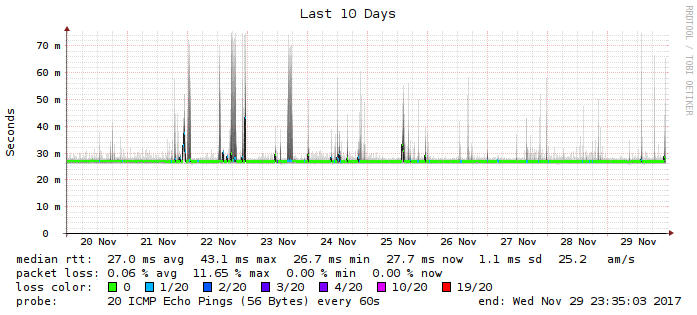 Last 10 Days
RRDTOOL / TOBI OETIKER
Seconds
70 m
60 m
50 m
40 m
30 m
20 m
10 m
0
20 Nov 21 Nov 22 Nov 23 Nov 24 Nov 25 Nov 26 Nov 27 Nov 28 Nov 29 Nov
median rtt: 27.0 ms avg 43.1 ms max 26.7 ms min 27.7 ms now 1.1 ms sd 25.2 am/s
packet loss: 0.06 % avg 11.65 % max 0.00 % min 0.00 % now
loss color: 0 1/20 2/20 3/20 4/20 10/20 19/20
probe: 20 ICMP Echo Pings (56 Bytes) every 60s end: Wed Nov 29 23:35:03 2017